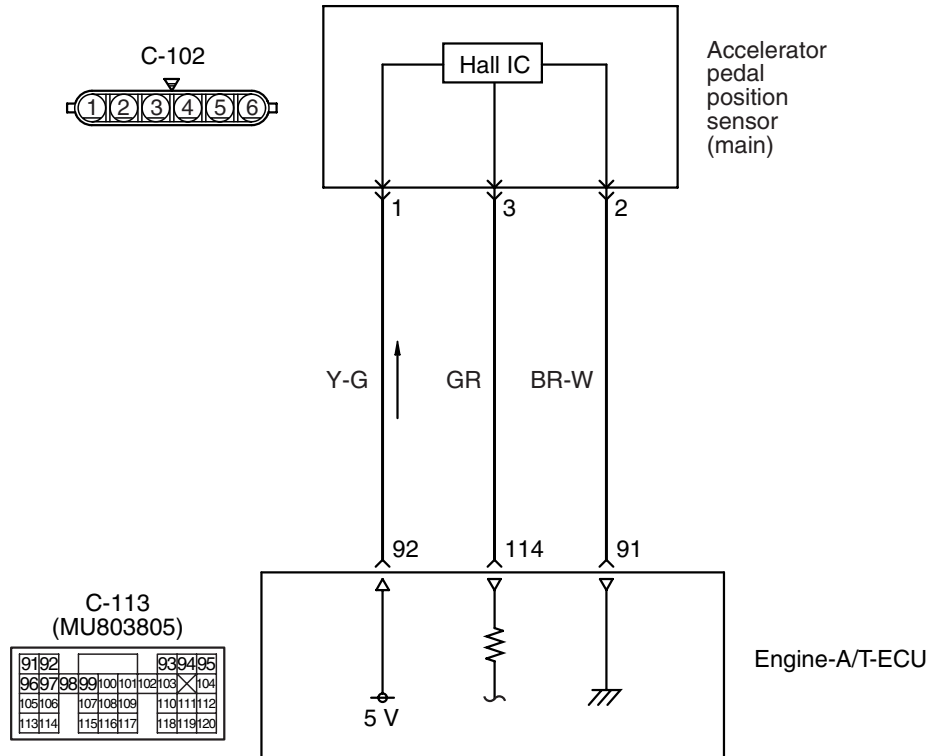 C-102
1 2 3 4 5 6
Hall IC
Accelerator
pedal
position
sensor
(main)
1 3 2
Y-G GR BR-W
92 114 91
C-113
(MU803805)
91 92 93 94 95
96 97 98 99 100 101 102 103 104
105 106 107 108 109 110 111 112
113 114 115 116 117 118 119 120
5 V
Engine-A/T-ECU